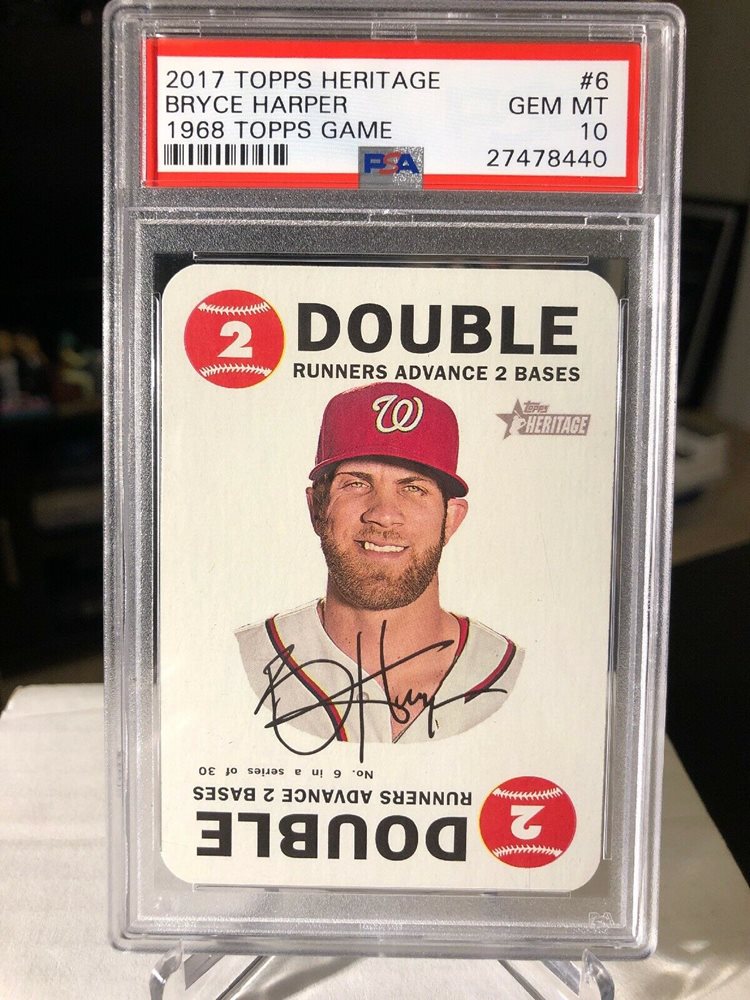 2017 TOPPS HERITAGE #6
BRYCE HARPER GEM MT
1968 TOPPS GAME 10
PSA 27478440
2 DOUBLE
RUNNERS ADVANCE 2 BASES
W
Topps
HERITAGE
No. 6 in a series of 30
RUNNERS ADVANCE 2 BASES
DOUBLE 2
PSA